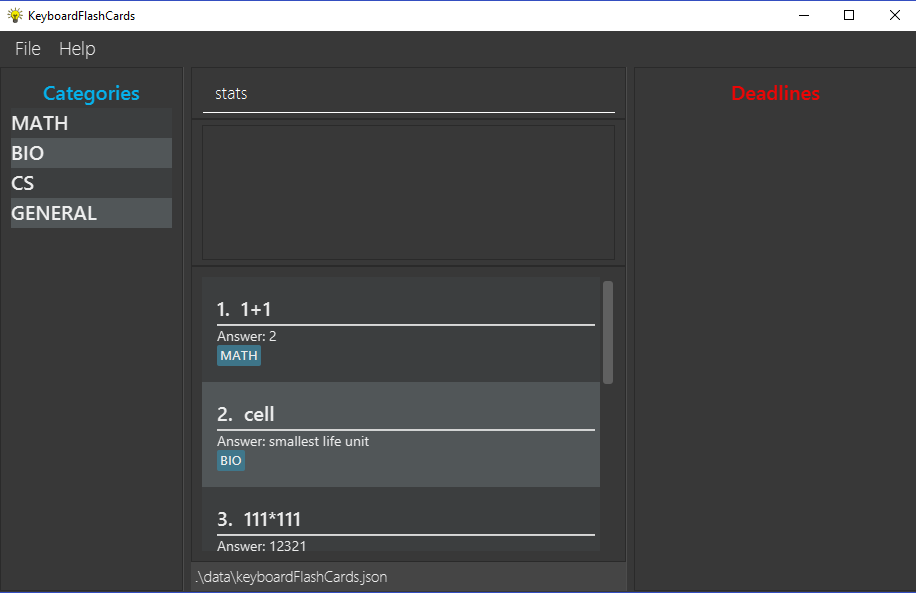 KeyboardFlashCards
File Help
Categories
MATH
BIO
CS
GENERAL
stats
1. 1+1
Answer: 2
MATH
2. cell
Answer: smallest life unit
BIO
3. 111*111
Answer: 12321
.\data\keyboardFlashCards.json
Deadlines